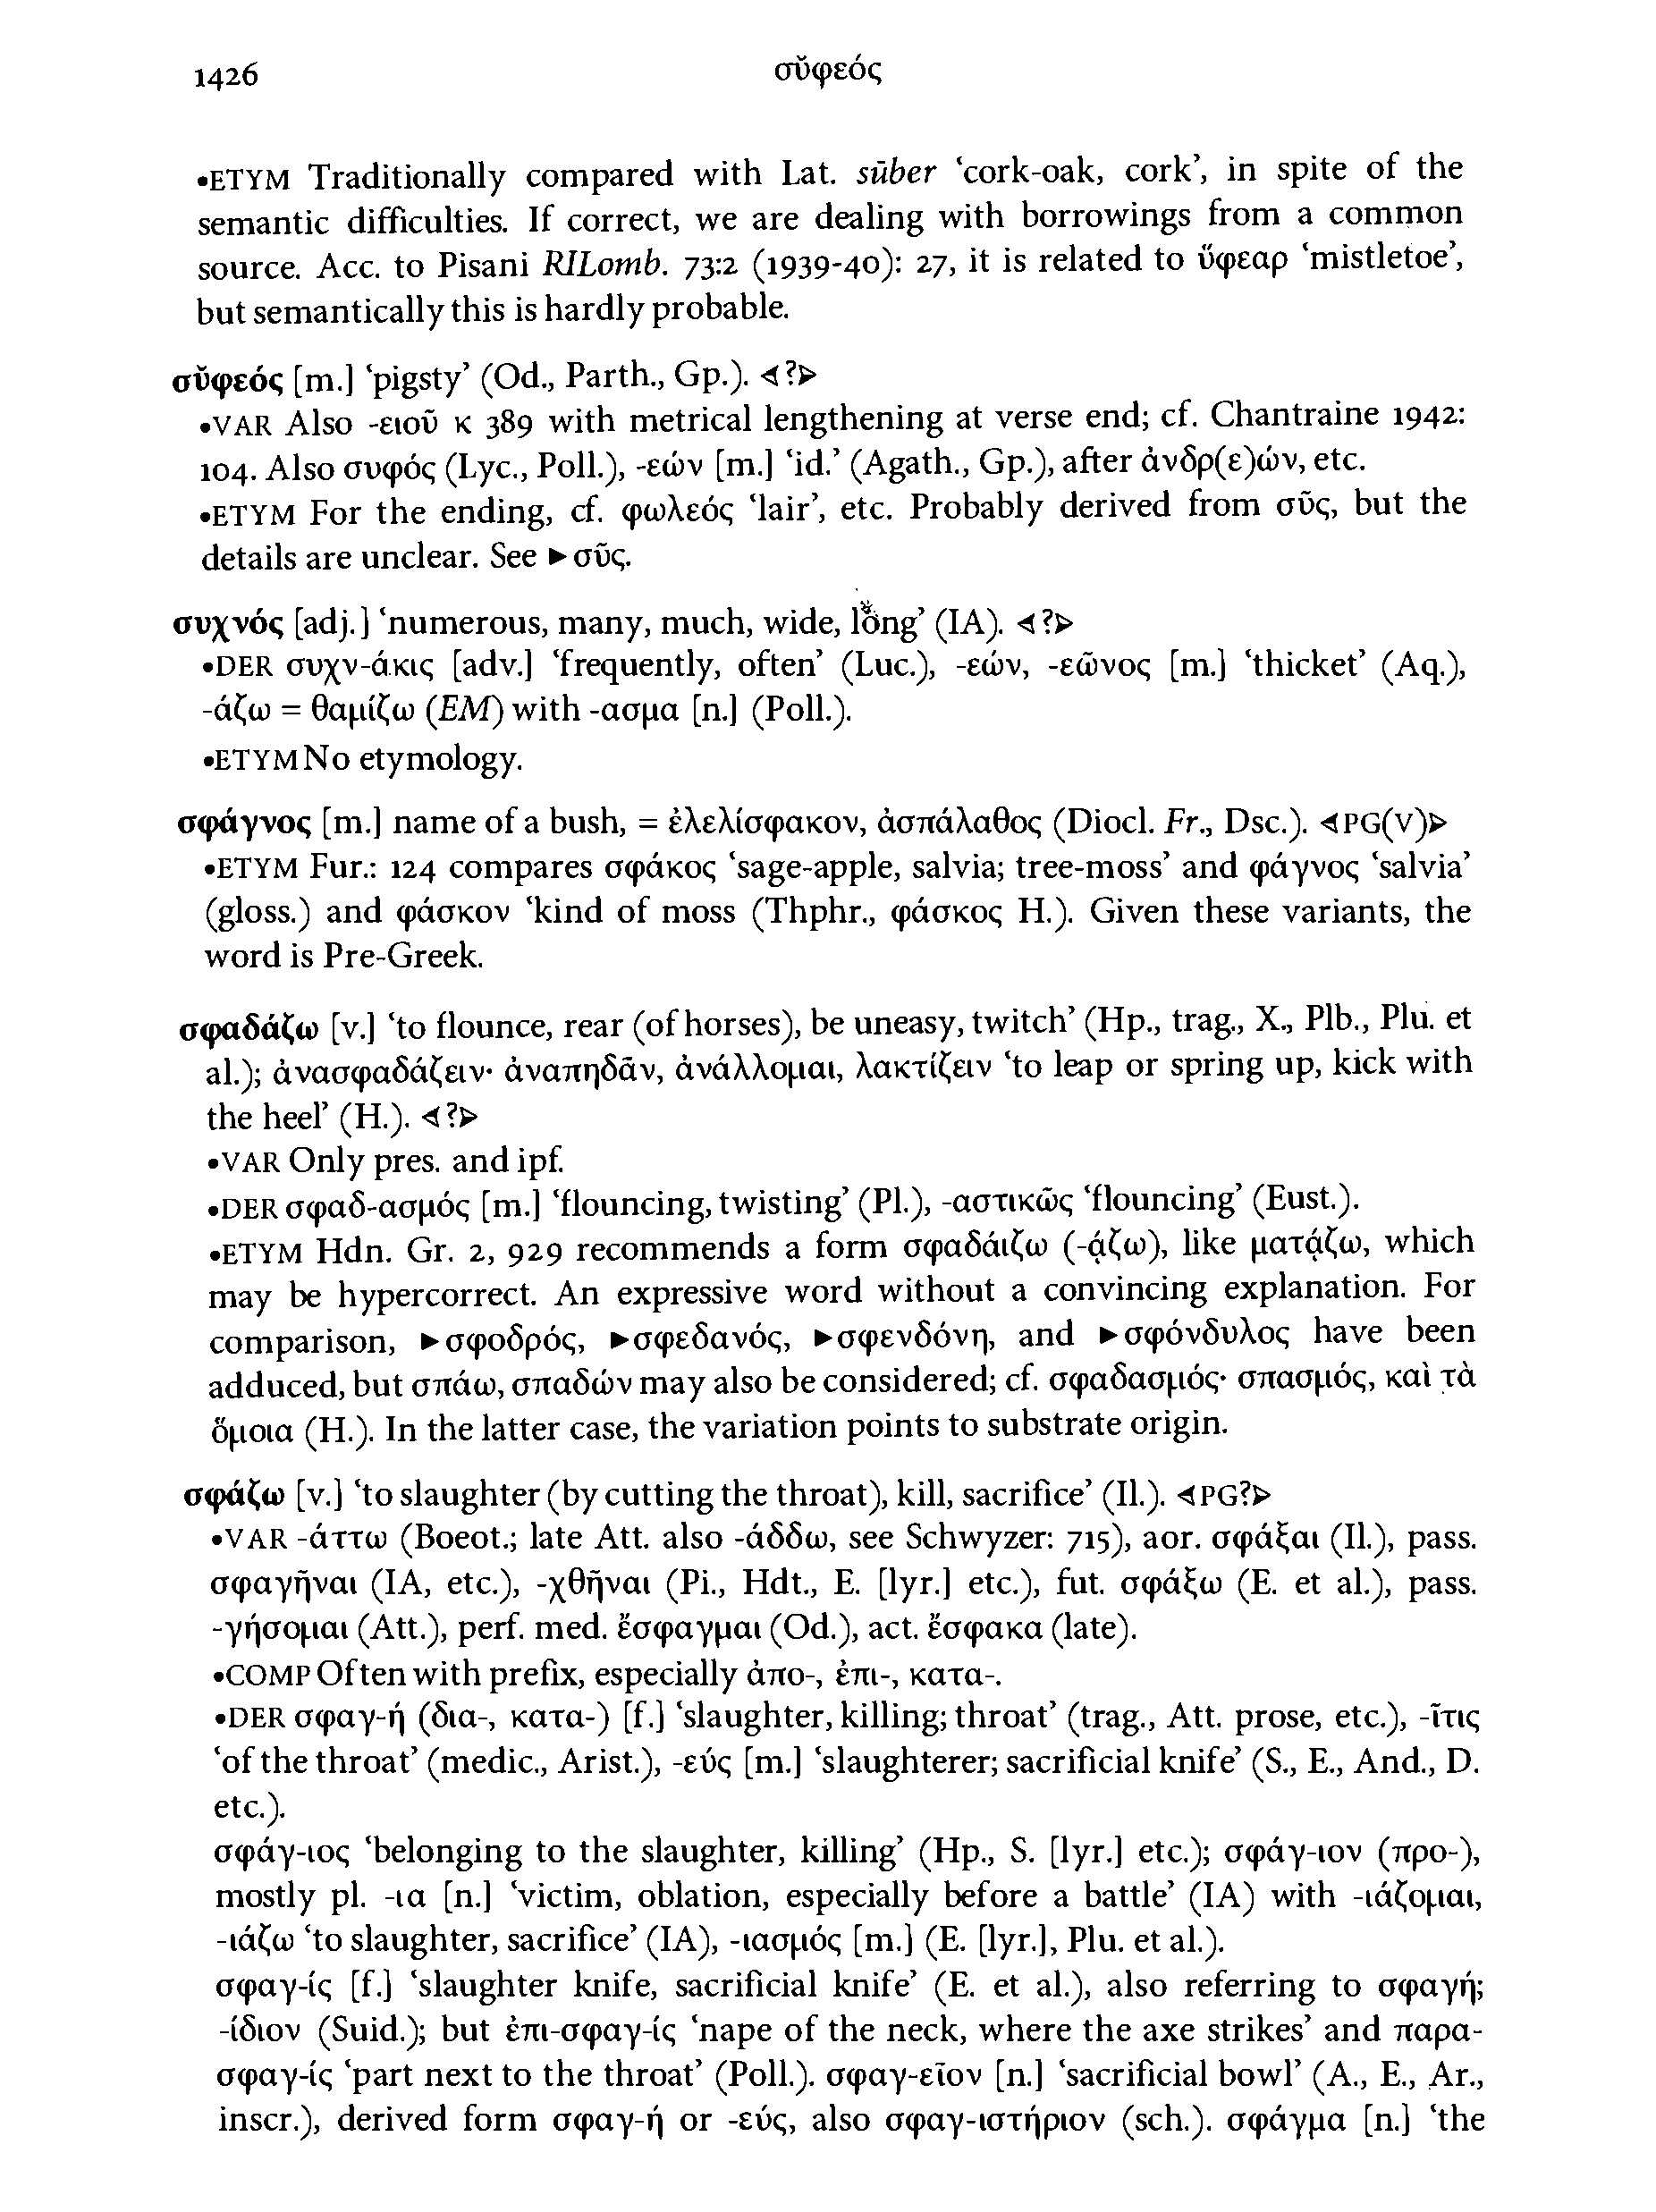 1426 σῠφεός
•ETYM Traditionally compared with Lat. sūber ‘cork-oak, cork’, in spite of the
semantic difficulties. If correct, we are dealing with borrowings from a common
source. Acc. to Pisani RILomb. 73:2 (1939-40): 27, it is related to ὕφεαρ ‘mistletoe’,
but semantically this is hardly probable.
σῠφεός [m.] ‘pigsty’ (Od., Parth., Gp.). ⊲?⊳
•VAR Also -ειοῦ κ 389 with metrical lengthening at verse end; cf. Chantraine 1942:
104. Also συφός (Lyc., Poll.), -εών [m.] ‘id.’ (Agath., Gp.), after ἀνδρ(ε)ών, etc.
•ETYM For the ending, cf. φωλεός ‘lair’, etc. Probably derived from σῦς, but the
details are unclear. See ►σῦς.
συχνός [adj.] ‘numerous, many, much, wide, long’ (IA). ⊲?⊳
•DER συχν-άκις [adv.] ‘frequently, often’ (Luc.), -εών, -εῶνος [m.] ‘thicket’ (Aq.),
-άζω = θαμίζω (EM) with -ασμα [n.] (Poll.).
•ETYM No etymology.
σφάγνος [m.] name of a bush, = ἐλελίσφακον, ἀσπάλαθος (Diocl. Fr., Dsc.). ⊲PG(V)⊳
•ETYM Fur.: 124 compares σφάκος ‘sage-apple, salvia; tree-moss’ and φάγνος ‘salvia’
(gloss.) and φάσκον ‘kind of moss (Thphr., φάσκος H.). Given these variants, the
word is Pre-Greek.
σφαδάζω [v.] ‘to flounce, rear (of horses), be uneasy, twitch’ (Hp., trag., X., Plb., Plu. et
al.); ἀνασφαδάζειν· ἀναπηδᾶν, ἀνάλλομαι, λακτίζειν ‘to leap or spring up, kick with
the heel’ (H.). ⊲?⊳
•VAR Only pres. and ipf.
•DER σφαδ-ασμός [m.] ‘flouncing, twisting’ (Pl.), -αστικῶς ‘flouncing’ (Eust.).
•ETYM Hdn. Gr. 2, 929 recommends a form σφαδάιζω (-ᾴζω), like ματᾴζω, which
may be hypercorrect. An expressive word without a convincing explanation. For
comparison, ►σφοδρός, ►σφεδανός, ►σφενδόνη, and ►σφόνδυλος have been
adduced, but σπάω, σπαδών may also be considered; cf. σφαδασμός· σπασμός, καὶ τὰ
ὅμοια (H.). In the latter case, the variation points to substrate origin.
σφάζω [v.] ‘to slaughter (by cutting the throat), kill, sacrifice’ (Il.). ⊲PG?⊳
•VAR -άττω (Boeot.; late Att. also -άδδω, see Schwyzer: 715), aor. σφάξαι (Il.), pass.
σφαγῆναι (IA, etc.), -χθῆναι (Pi., Hdt., E. [lyr.] etc.), fut. σφάξω (E. et al.), pass.
-γήσομαι (Att.), perf. med. ἔσφαγμαι (Od.), act. ἔσφακα (late).
•COMP Often with prefix, especially ἀπο-, ἐπι-, κατα-.
•DER σφαγ-ή (δια-, κατα-) [f.] ‘slaughter, killing; throat’ (trag., Att. prose, etc.), -ῖτις
‘of the throat’ (medic., Arist.), -εύς [m.] ‘slaughterer; sacrificial knife’ (S., E., And., D.
etc.).
σφάγ-ιος ‘belonging to the slaughter, killing’ (Hp., S. [lyr.] etc.); σφάγ-ιον (προ-),
mostly pl. -ια [n.] ‘victim, oblation, especially before a battle’ (IA) with -ιάζομαι,
-ιάζω ‘to slaughter, sacrifice’ (IA), -ιασμός [m.] (E. [lyr.], Plu. et al.).
σφαγ-ίς [f.] ‘slaughter knife, sacrificial knife’ (E. et al.), also referring to σφαγή;
-ίδιον (Suid.); but ἐπι-σφαγ-ίς ‘nape of the neck, where the axe strikes’ and παρα-
σφαγ-ίς ‘part next to the throat’ (Poll.). σφαγ-εῖον [n.] ‘sacrificial bowl’ (A., E., Ar.,
inscr.), derived form σφαγ-ή or -εύς, also σφαγ-ιστήριον (sch.). σφάγμα [n.] ‘the